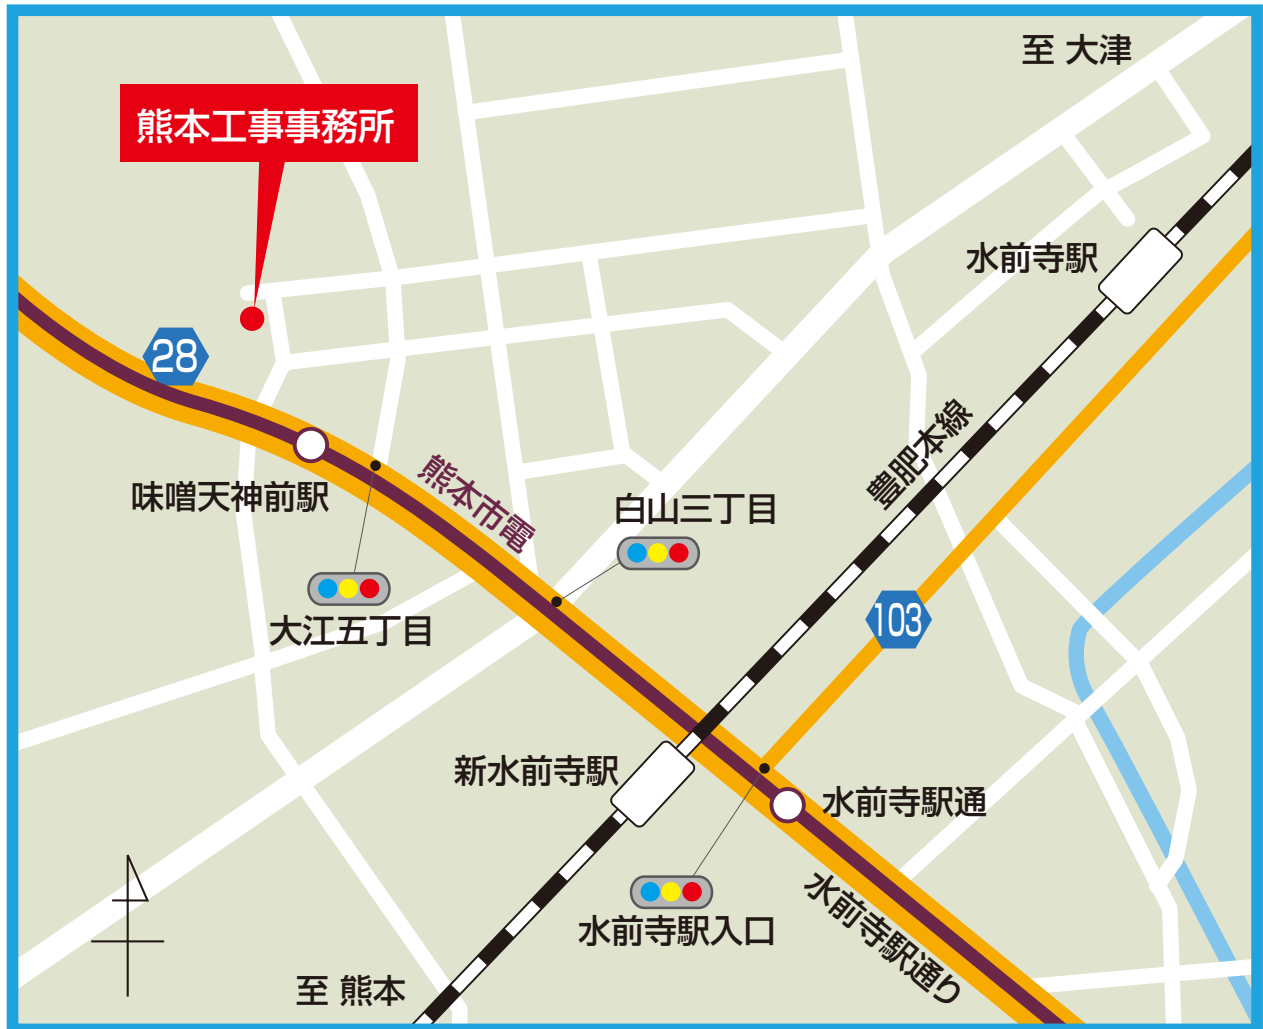 至 大津
熊本工事事務所
水前寺駅
28
豊肥本線
熊本市電
味噌天神前駅
白山三丁目
大江五丁目
103
新水前寺駅
水前寺駅通
水前寺駅入口
水前寺駅通り
至 熊本